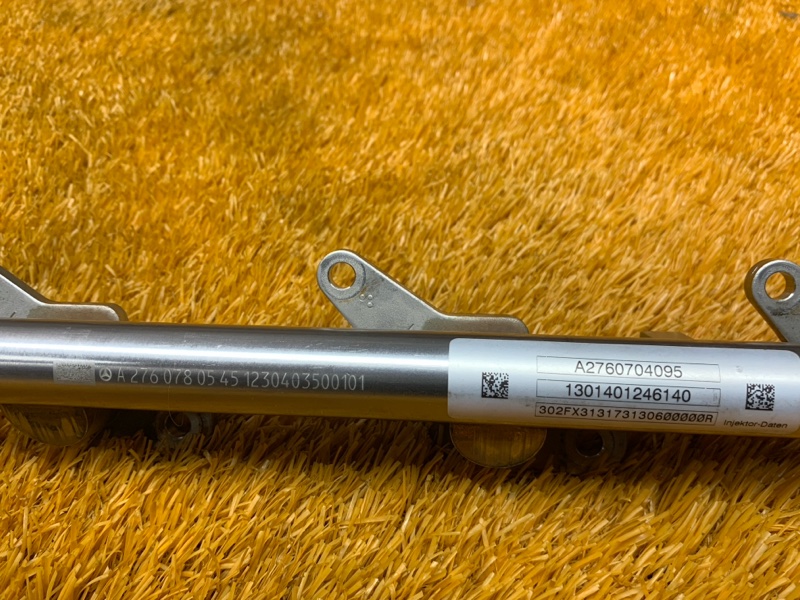 A 276 078 05 45 1230403500101
A2760704095
1301401246140
302FX313173130600000R
Injektor-Daten